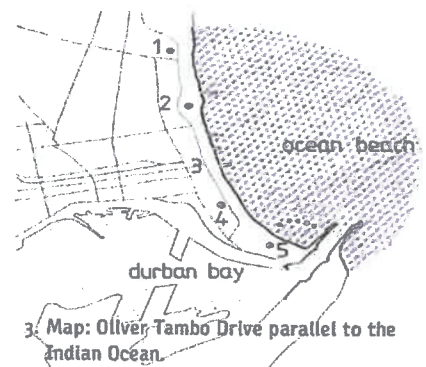 1
2
ocean beach
3
4
5
durban bay
3. Map: Oliver Tambo Drive parallel to the
Indian Ocean.